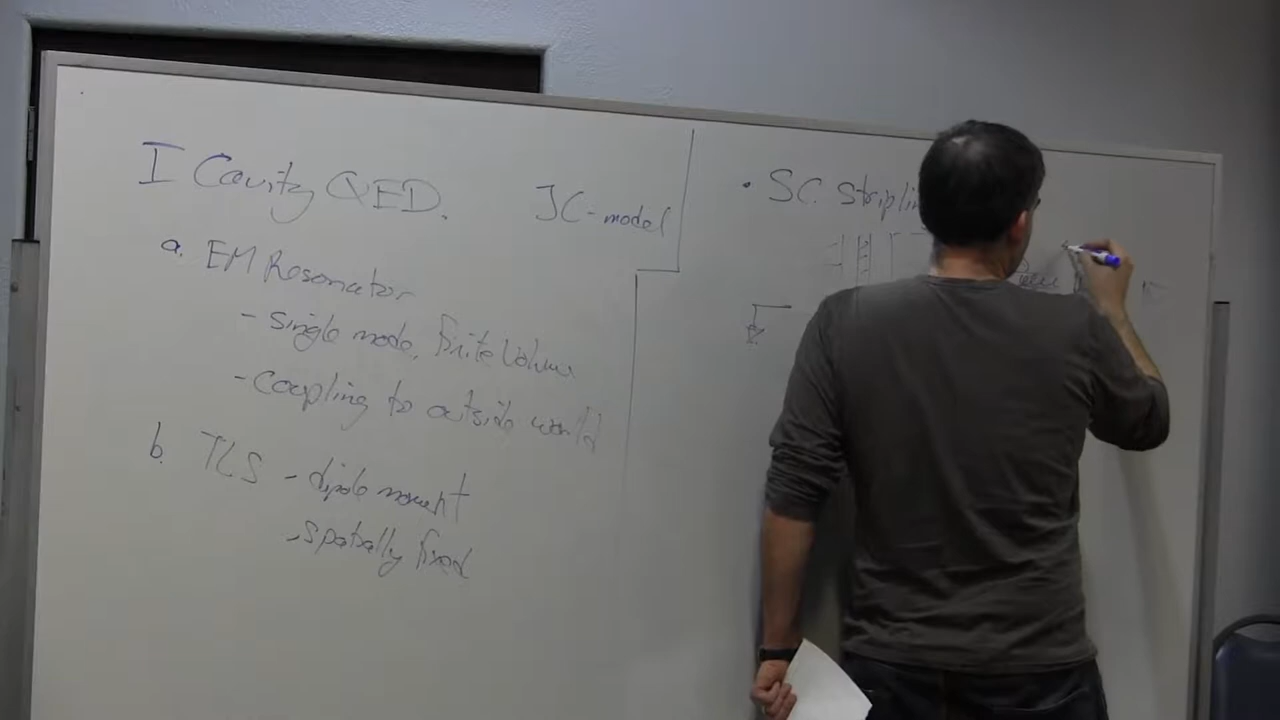 I Cavity QED.
JC-model
a. EM Resonator
- single mode, finite volume
- coupling to outside world
b. TLS - dipole moment
- spatially fixed
• SC. Striplin